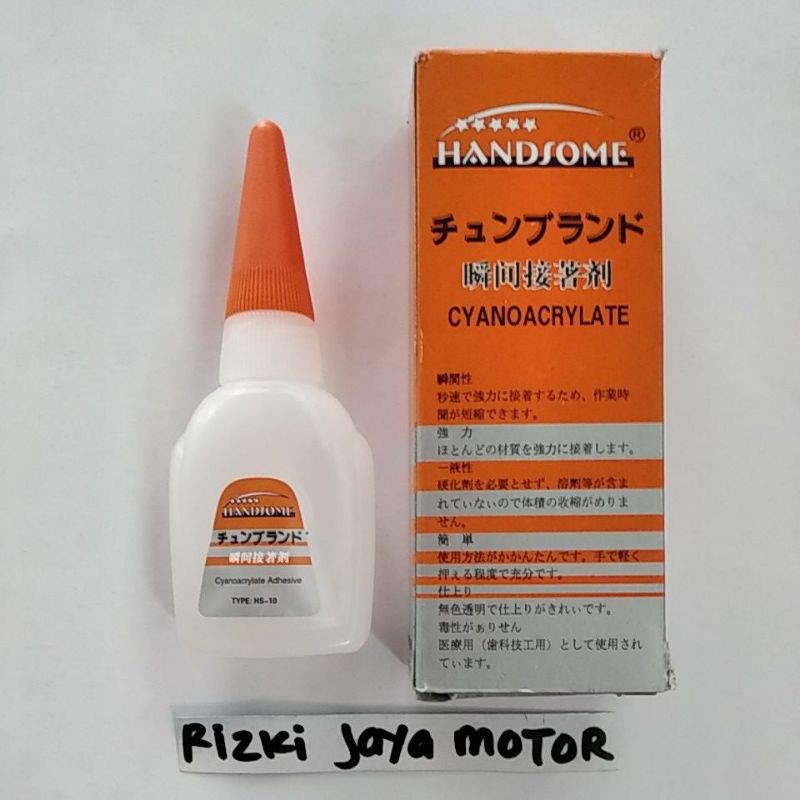 HANDSOME®
チュンブランド
瞬间接著剤
CYANOACRYLATE
瞬間性
秒速で強力に接着するため、作業時
間が短縮できます。
強 力
ほとんどの材質を強力に接着します。
一液性
硬化劑を必要とせず、溶劑等が含ま
れていないので体積の收縮がめりま
せん。
簡 単
使用方法がかかんたんです。手で軽く
押える程度で充分です。
仕上り
無色透明で仕上りがきれぃです。
毒性がぁりせん
医療用(歯科技工用)として使用され
てぃます。
HANDSOME
チュンブランド
瞬间接著剤
Cyanoacrylate Adhesive
TYPE: HS-10
RIZKI JAYA MOTOR